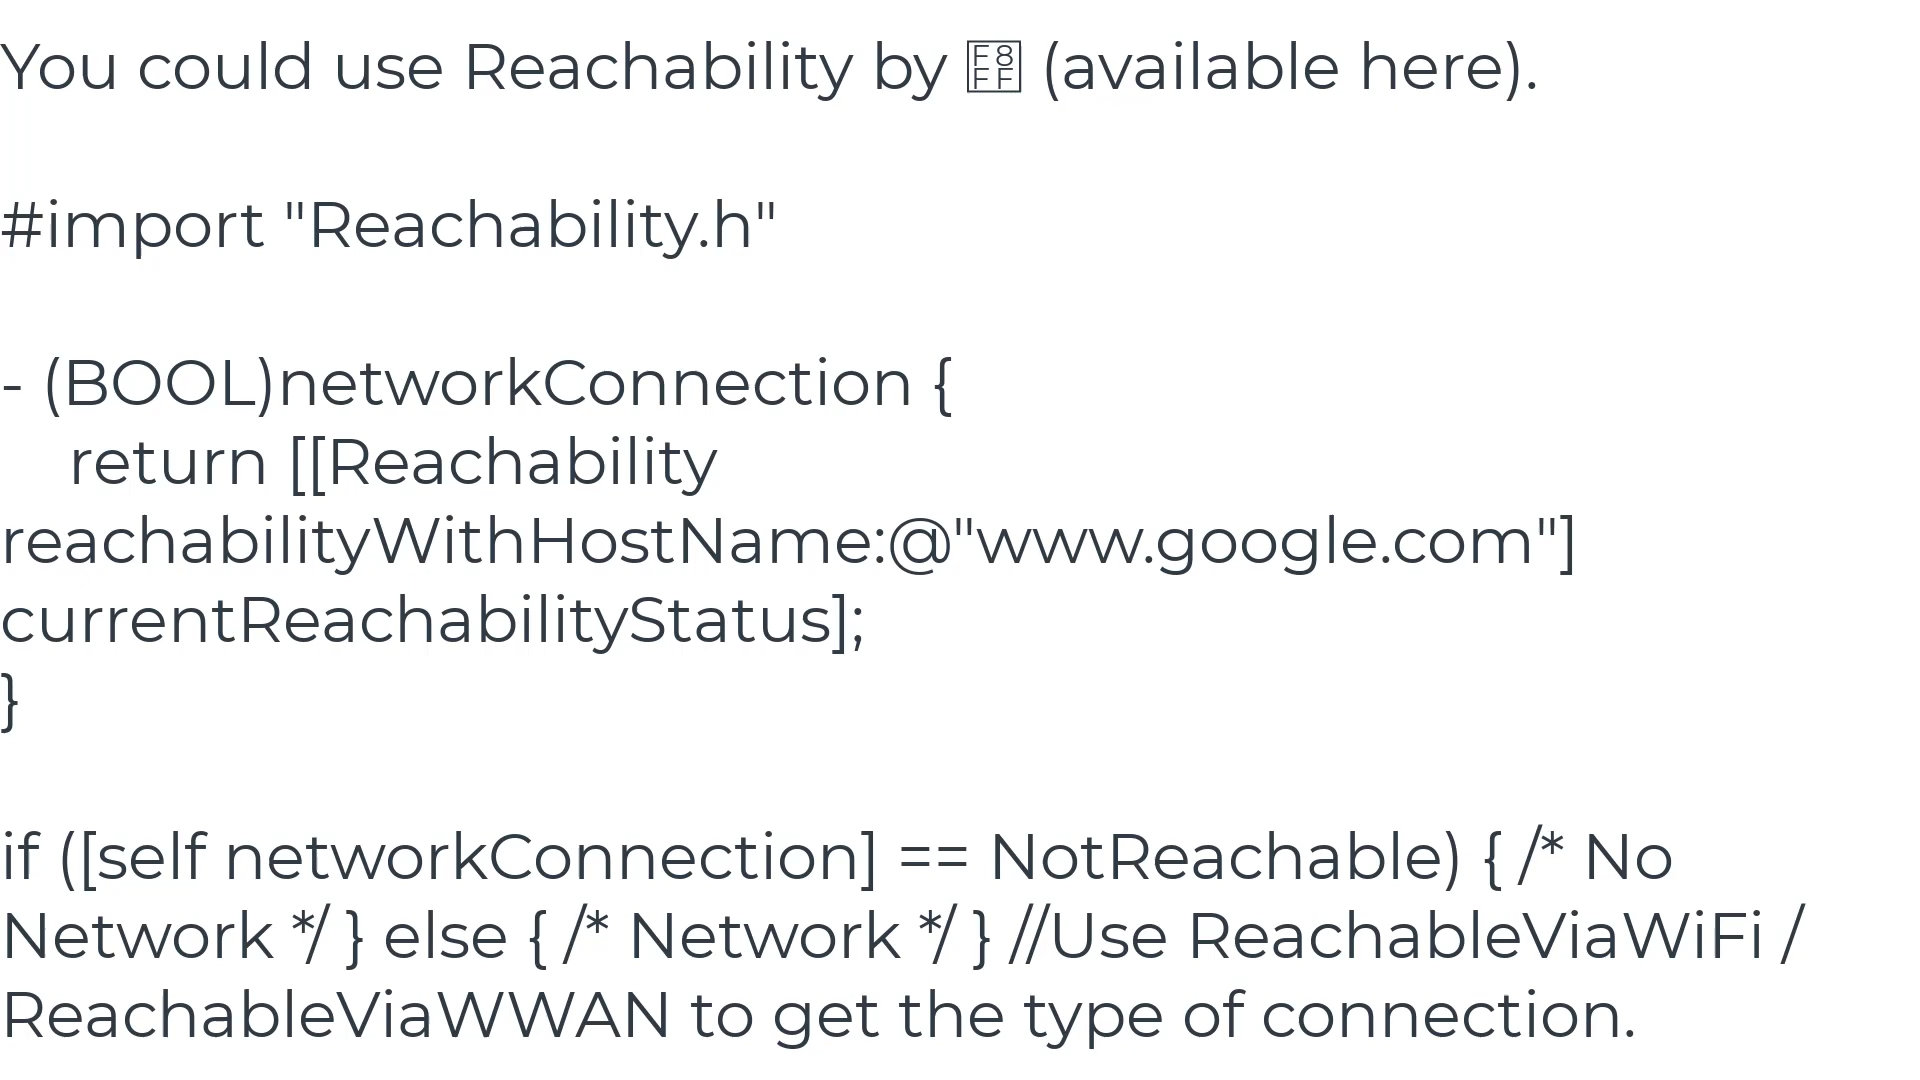 You could use Reachability by  (available here).
#import "Reachability.h"
- (BOOL)networkConnection {
return [[Reachability
reachabilityWithHostName:@"www.google.com"]
currentReachabilityStatus];
}
if ([self networkConnection] == NotReachable) { /* No
Network */ } else { /* Network */ } //Use ReachableViaWiFi /
ReachableViaWWAN to get the type of connection.